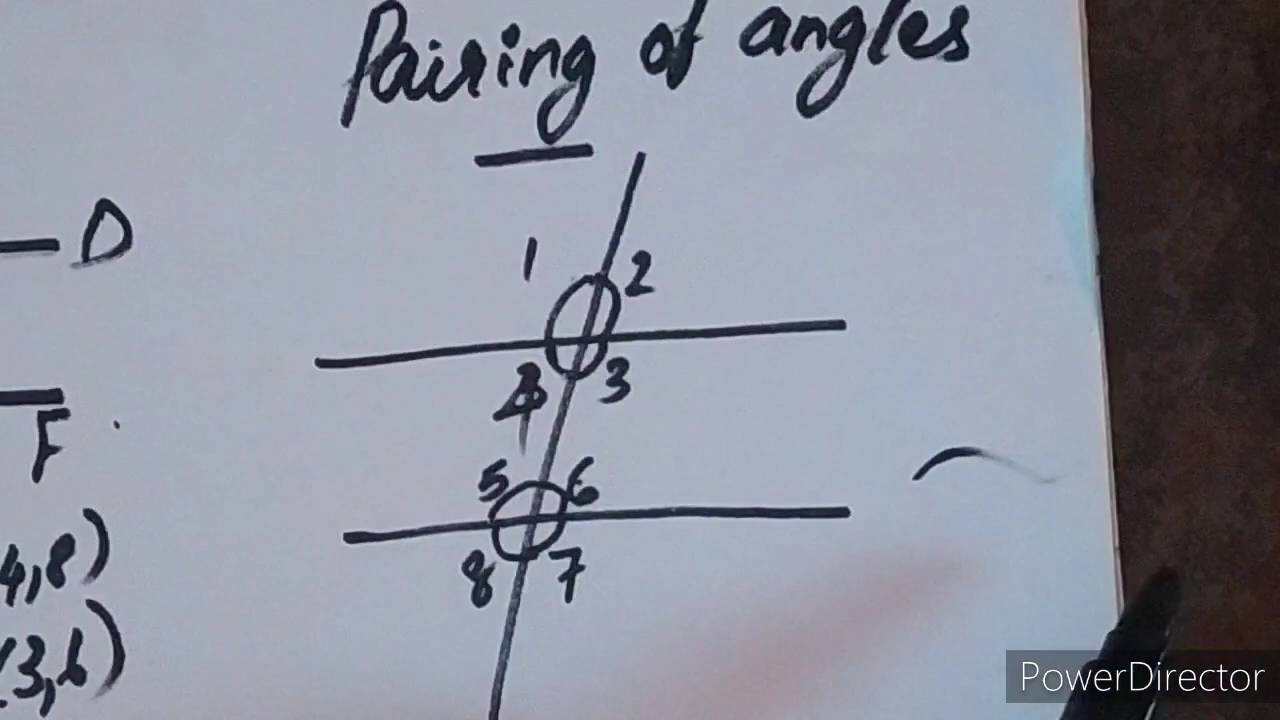 Pairing of angles
D
1 2
4 3
F
5 6
4,8)
8 7
3,6)
PowerDirector